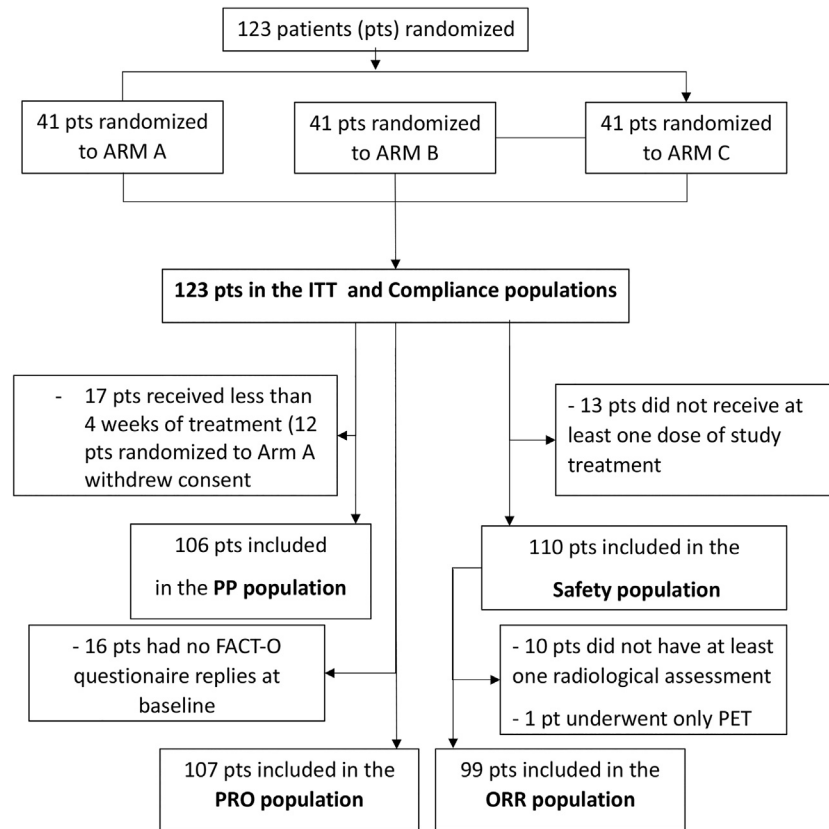 123 patients (pts) randomized
41 pts randomized
to ARM A
41 pts randomized
to ARM B
41 pts randomized
to ARM C
123 pts in the ITT and Compliance populations
- 17 pts received less than
4 weeks of treatment (12
pts randomized to Arm A
withdrew consent
- 13 pts did not receive at
least one dose of study
treatment
106 pts included
in the PP population
110 pts included in the
Safety population
- 16 pts had no FACT-O
questionaire replies at
baseline
- 10 pts did not have at least
one radiological assessment
- 1 pt underwent only PET
107 pts included in the
PRO population
99 pts included in the
ORR population